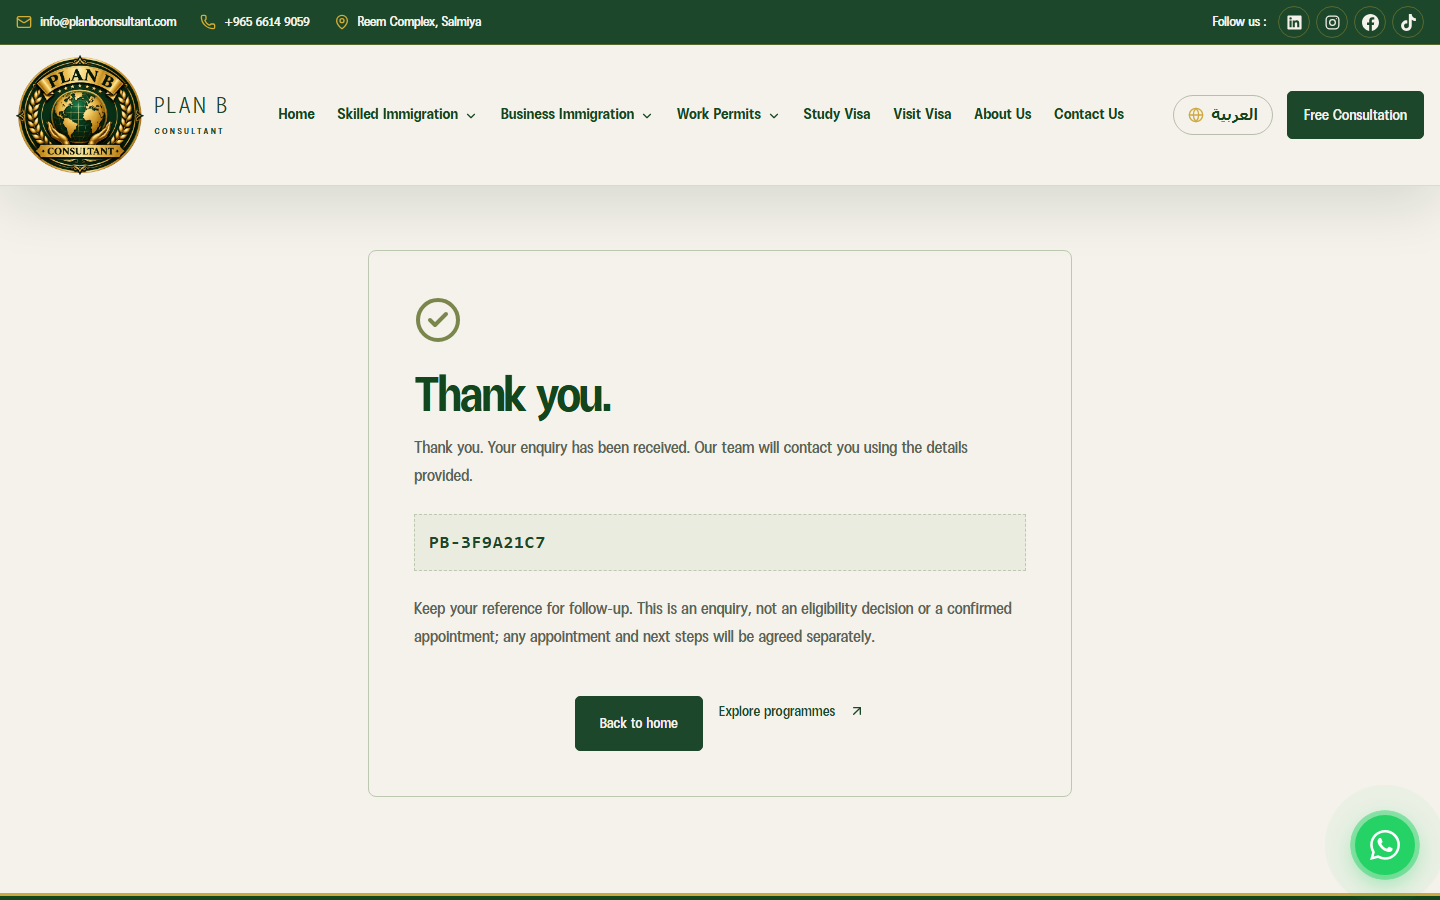 info@planbconsultant.com
+965 6614 9059
Reem Complex, Salmiya
Follow us :
PLAN B
CONSULTANT
PLAN B
CONSULTANT
Home
Skilled Immigration
Business Immigration
Work Permits
Study Visa
Visit Visa
About Us
Contact Us
العربية
Free Consultation
Thank you.
Thank you. Your enquiry has been received. Our team will contact you using the details
provided.
PB-3F9A21C7
Keep your reference for follow-up. This is an enquiry, not an eligibility decision or a confirmed
appointment; any appointment and next steps will be agreed separately.
Back to home
Explore programmes